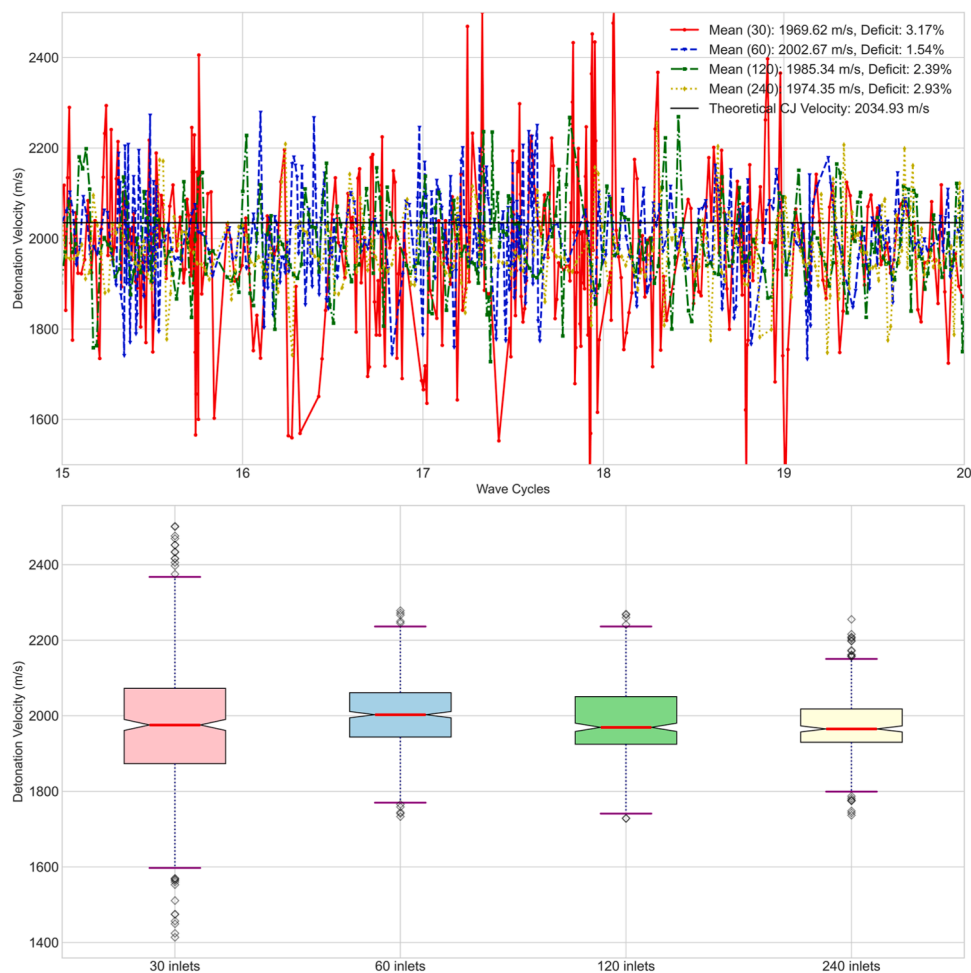 Mean (30): 1969.62 m/s, Deficit: 3.17%
Mean (60): 2002.67 m/s, Deficit: 1.54%
Mean (120): 1985.34 m/s, Deficit: 2.39%
Mean (240): 1974.35 m/s, Deficit: 2.93%
Theoretical CJ Velocity: 2034.93 m/s
Detonation Velocity (m/s)
2400
2200
2000
1800
1600
15 16 17 18 19 20
Wave Cycles
Detonation Velocity (m/s)
2400
2200
2000
1800
1600
1400
30 inlets 60 inlets 120 inlets 240 inlets